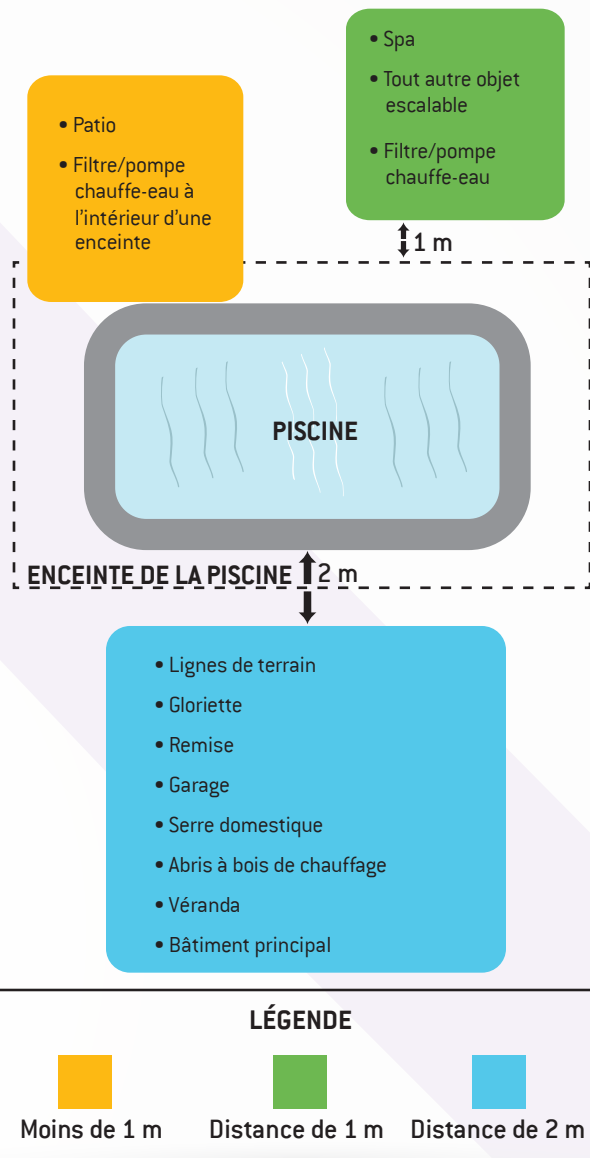 • Patio
• Filtre/pompe
chauffe-eau à
l'intérieur d'une
enceinte
• Spa
• Tout autre objet
escalable
• Filtre/pompe
chauffe-eau
1 m
PISCINE
ENCEINTE DE LA PISCINE 2 m
• Lignes de terrain
• Gloriette
• Remise
• Garage
• Serre domestique
• Abris à bois de chauffage
• Véranda
• Bâtiment principal
LÉGENDE
Moins de 1 m Distance de 1 m Distance de 2 m